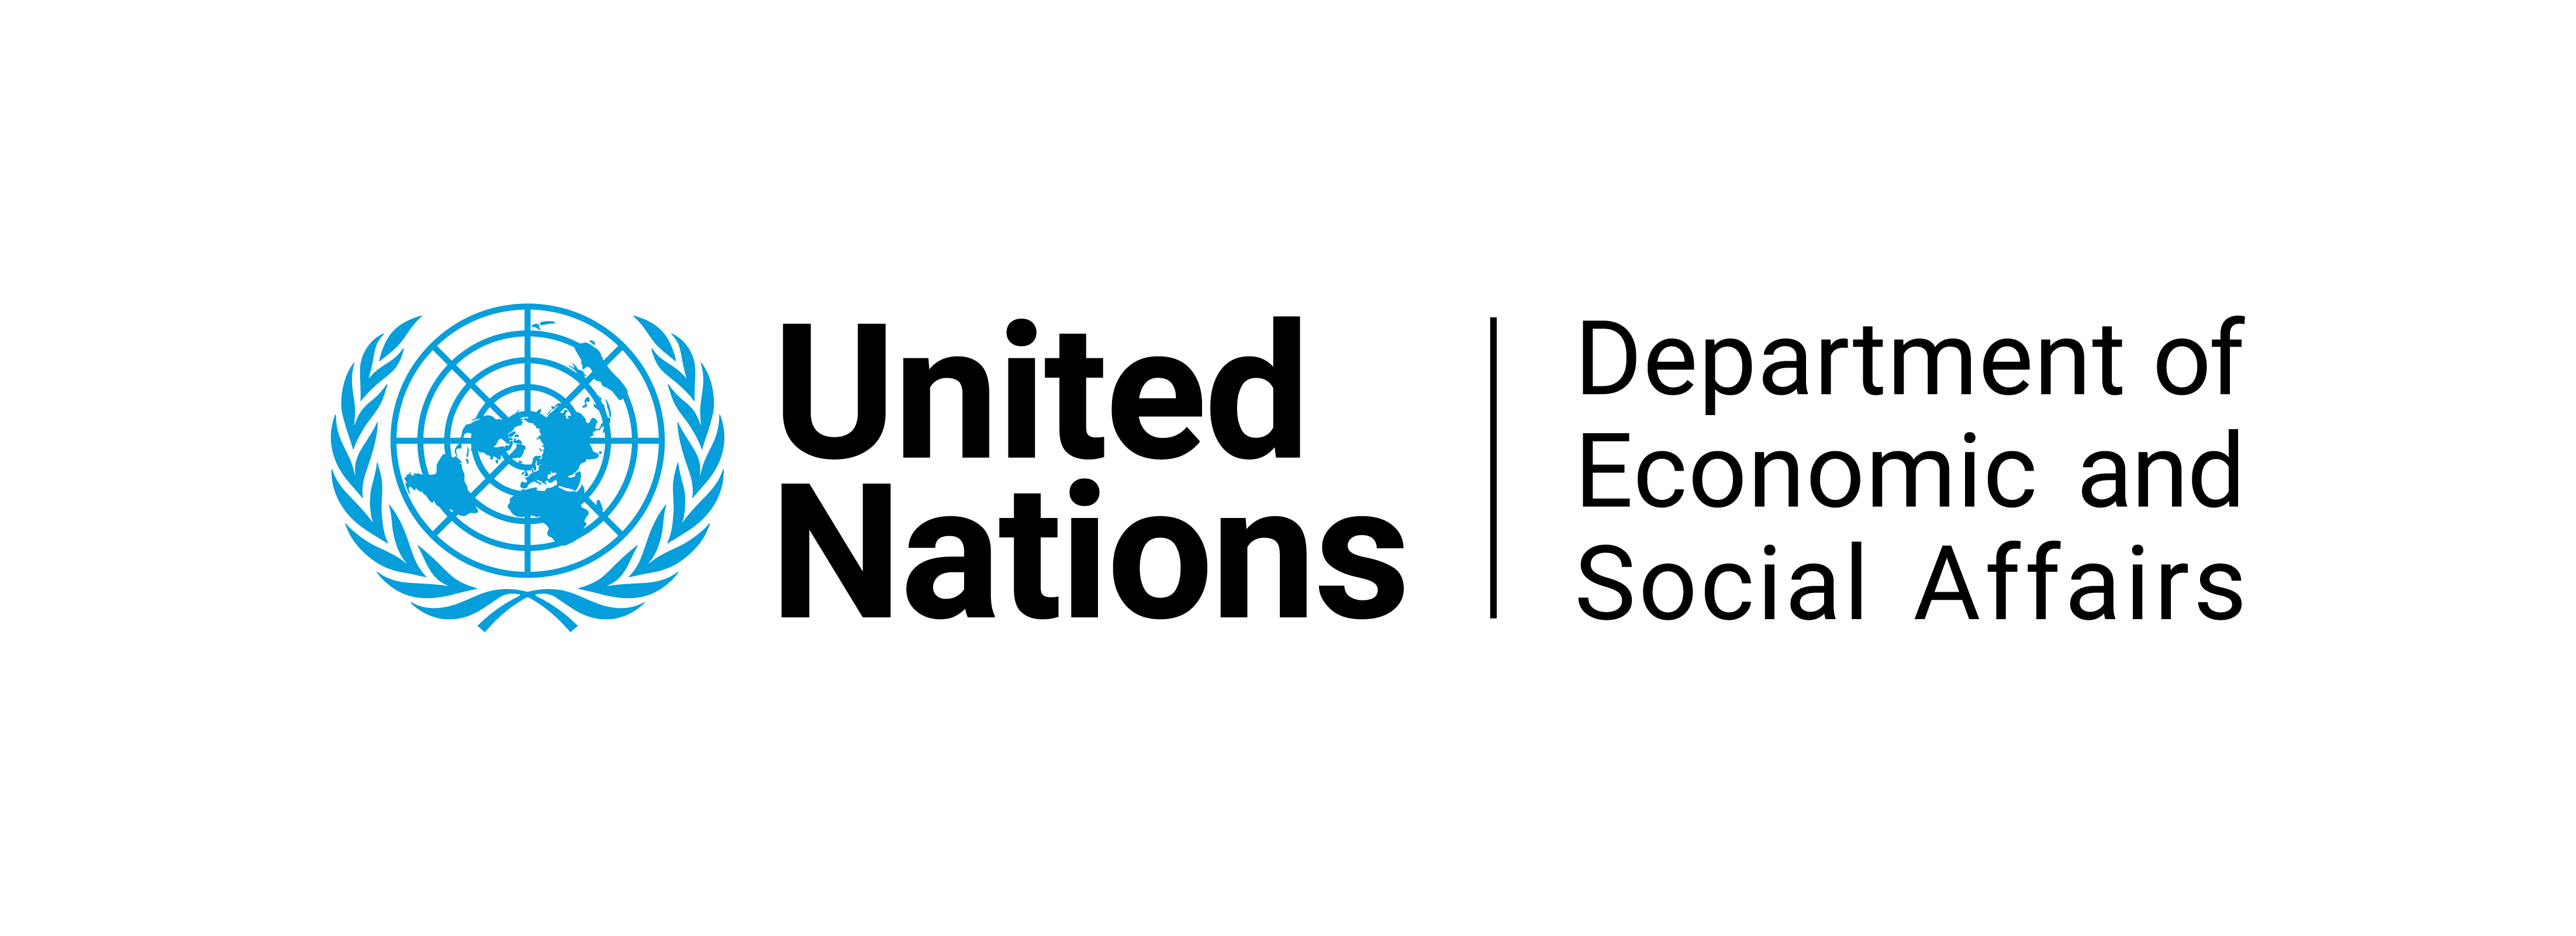 United
Nations
Department of
Economic and
Social Affairs